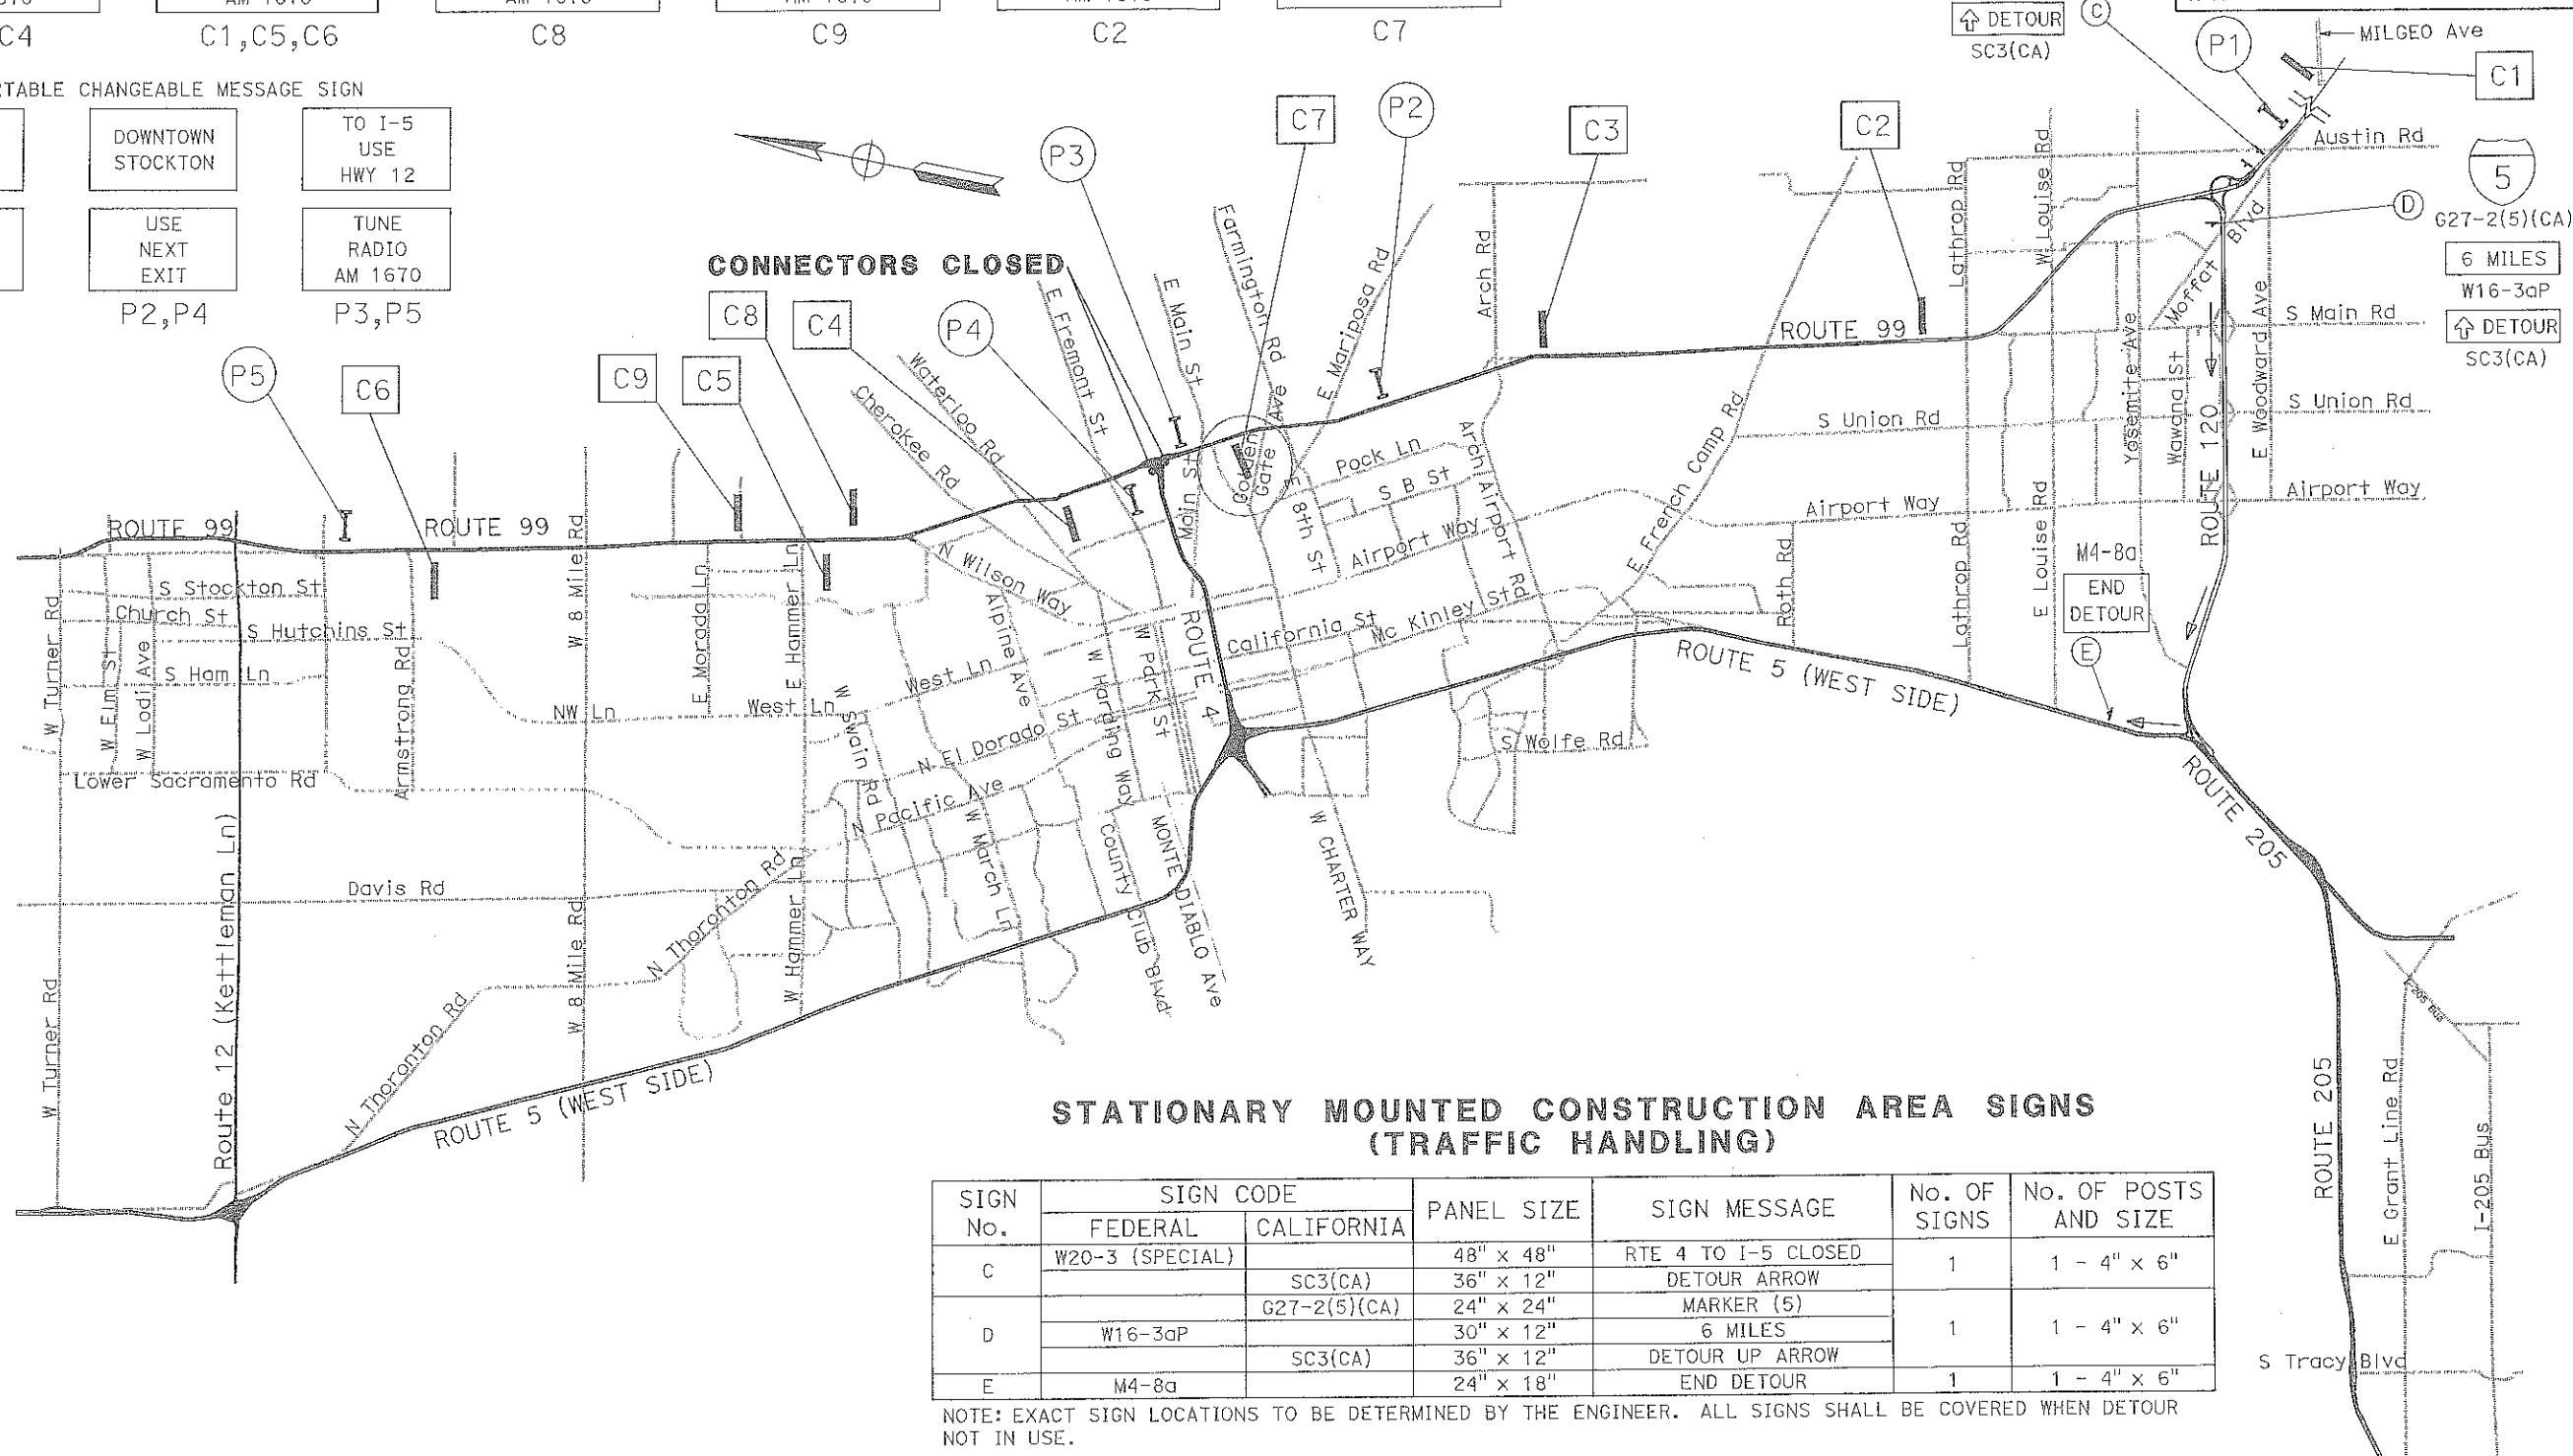 C4
C1,C5,C6
C8
C9
C2
C7
DETOUR
SC3(CA)
C
P1
MILGEO Ave
C1
TABLE CHANGEABLE MESSAGE SIGN
DOWNTOWN
STOCKTON
TO I-5
USE
HWY 12
USE
NEXT
EXIT
TUNE
RADIO
AM 1670
P2,P4
P3,P5
P3
C7
P2
C3
C2
Austin Rd
5
G27-2(5)(CA)
D
6 MILES
W16-3aP
DETOUR
SC3(CA)
CONNECTORS CLOSED
C8
C4
P4
P5
C6
C9
C5
E Fremont St
E Main St
Farmington Rd
E Mariposa Rd
Arch Rd
Lathrop Rd
W Louise Rd
Moffat Blvd
E Woodward Ave
S Main Rd
ROUTE 99
Waterloo Rd
Cherokee Rd
Golden Gate Ave
Main St
Pock Ln
S B St
E 8th St
Arch Airport Rd
E French Camp Rd
S Union Rd
Yosemite Ave
Wawana St
S Union Rd
ROUTE 120
Airport Way
Airport Way
Airport Way
ROUTE 99
ROUTE 99
W 8 Mile Rd
S Stockton St
Church St
S Hutchins St
S Ham Ln
W Turner Rd
W Elm St
W Lodi Ave
Armstrong Rd
Lower Sacramento Rd
E Morada Ln
E Hammer Ln
N Wilson Way
Alpine Ave
West Ln
NW Ln
West Ln
W Swain Rd
N El Dorado St
N Pacific Ave
W March Ln
W Harding Way
W Park St
ROUTE 4
California St
Mc Kinley St
Roth Rd
Lathrop Rd
E Louise Rd
M4-8a
END
DETOUR
E
ROUTE 5 (WEST SIDE)
S Wolfe Rd
ROUTE 205
County Club Blvd
MONTE DIABLO Ave
W CHARTER WAY
Davis Rd
N Thoronton Rd
W Hammer Ln
W 8 Mile Rd
N Thoronton Rd
W Turner Rd
Route 12 (Kettleman Ln)
ROUTE 5 (WEST SIDE)
I-205 BUS
ROUTE 205
E Grant Line Rd
I-205 Bus
S Tracy Blvd
STATIONARY MOUNTED CONSTRUCTION AREA SIGNS
(TRAFFIC HANDLING)
SIGN No. SIGN CODE PANEL SIZE SIGN MESSAGE No. OF SIGNS No. OF POSTS AND SIZE
FEDERAL CALIFORNIA
C W20-3 (SPECIAL) 48" x 48" RTE 4 TO I-5 CLOSED 1 1 - 4" x 6"
SC3(CA) 36" x 12" DETOUR ARROW
D G27-2(5)(CA) 24" x 24" MARKER (5) 1 1 - 4" x 6"
W16-3aP 30" x 12" 6 MILES
SC3(CA) 36" x 12" DETOUR UP ARROW
E M4-8a 24" x 18" END DETOUR 1 1 - 4" x 6"
NOTE: EXACT SIGN LOCATIONS TO BE DETERMINED BY THE ENGINEER. ALL SIGNS SHALL BE COVERED WHEN DETOUR
NOT IN USE.